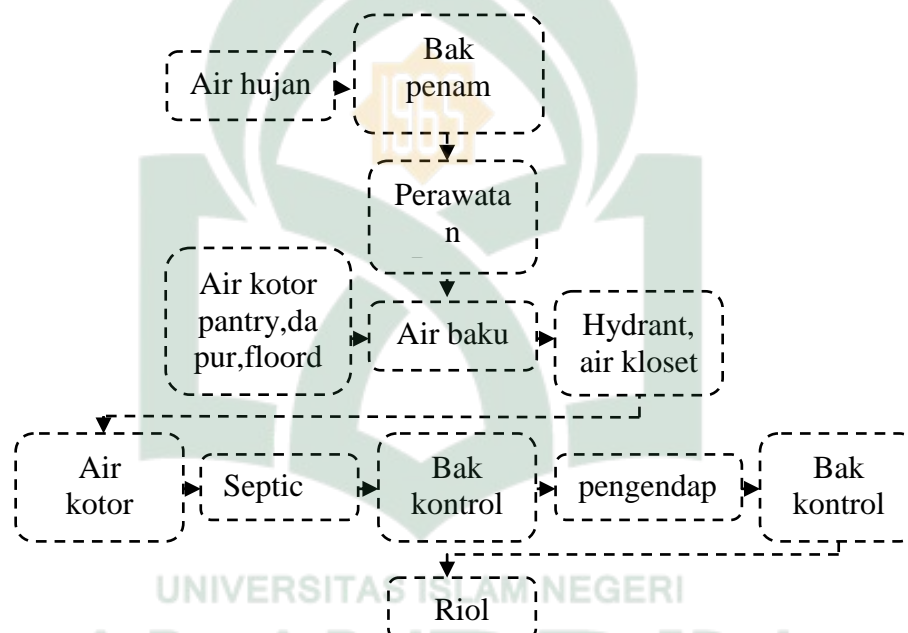 Air hujan
Bak
penam
1965
Perawata
n
Air kotor
pantry,da
pur,floord
Air baku
Hydrant,
air kloset
Air
kotor
Septic
Bak
kontrol
pengendap
Bak
kontrol
UNIVERSITAS ISLAM NEGERI
Riol